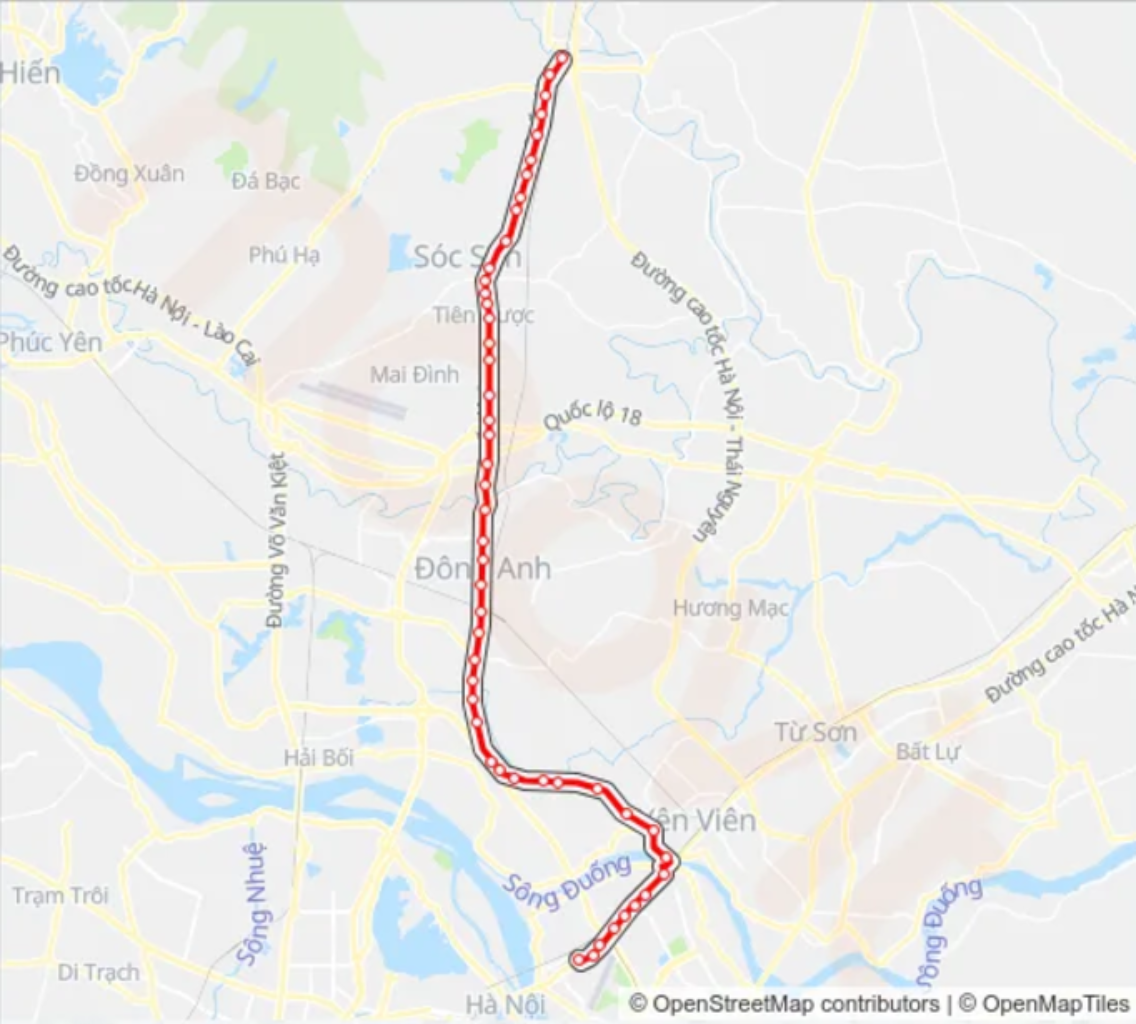 Hiến
Đồng Xuân
Đá Bạc
Phú Hạ
Sóc Sơn
Đường cao tốc Hà Nội - Lào Cai
Đường cao tốc Hà Nội - Thái Nguyên
Tiên Dược
Phúc Yên
Mai Đình
Quốc lộ 18
Đường Võ Văn Kiệt
Đông Anh
Hương Mạc
Đường cao tốc Hà N
Từ Sơn
Bất Lự
Hải Bối
Yên Viên
Sông Nhuệ
Sông Đuống
Sông Đuống
Trạm Trôi
Di Trạch
Hà Nội
© OpenStreetMap contributors | © OpenMapTiles